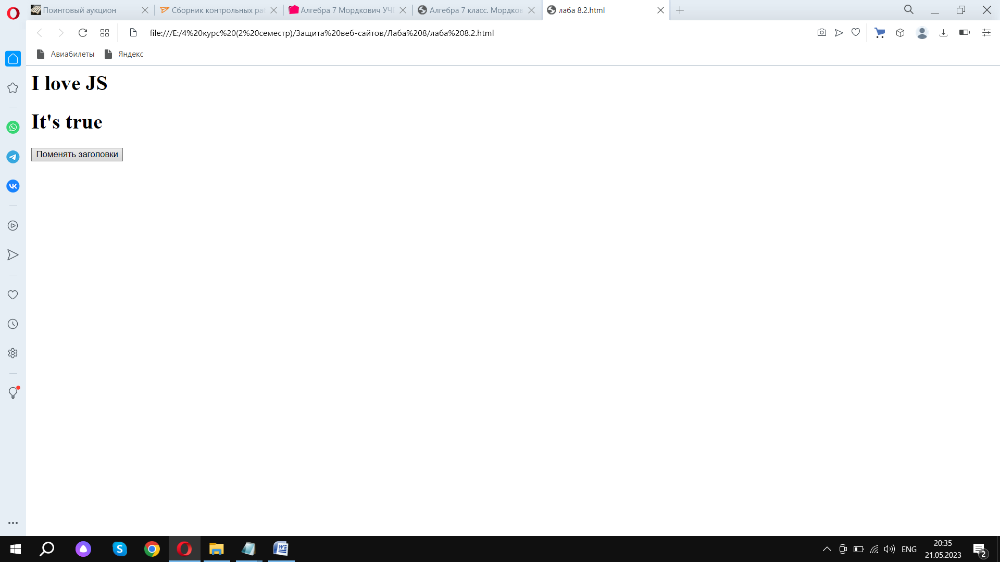 Поинтовый аукцион
Сборник контрольных раб
Алгебра 7 Мордкович УЧЕ
Алгебра 7 класс. Мордков
лаба 8.2.html
file:///E:/4%20курс%20(2%20семестр)/Защита%20веб-сайтов/Лаба%208/лаба%208.2.html
Авиабилеты
Яндекс
I love JS
It's true
Поменять заголовки
ENG
20:35
21.05.2023
2